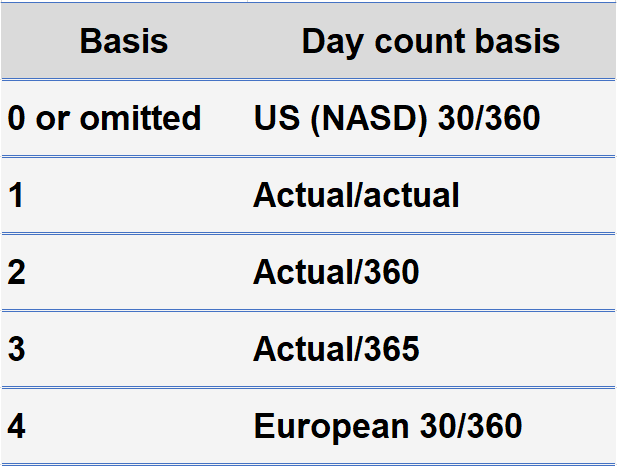 Basis Day count basis
0 or omitted US (NASD) 30/360
1 Actual/actual
2 Actual/360
3 Actual/365
4 European 30/360